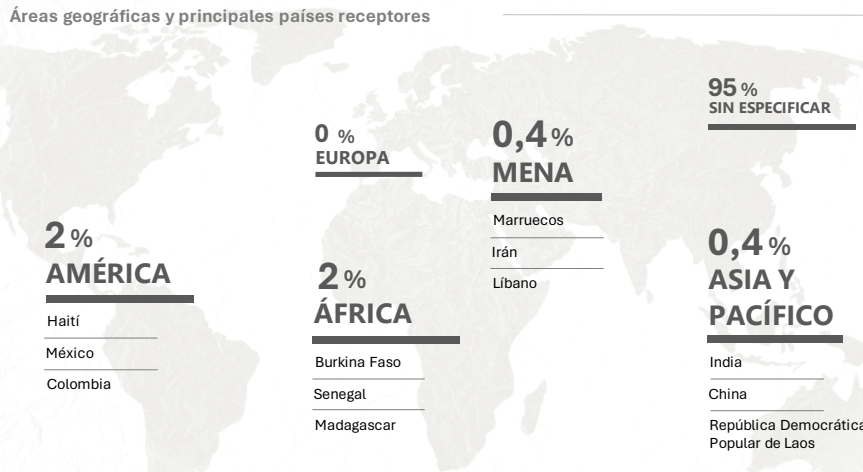 Áreas geográficas y principales países receptores
95 %
SIN ESPECIFICAR
0 %
EUROPA
0,4 %
MENA
Marruecos
Irán
Líbano
2 %
AMÉRICA
Haití
México
Colombia
2 %
ÁFRICA
Burkina Faso
Senegal
Madagascar
0,4 %
ASIA Y
PACÍFICO
India
China
República Democrática
Popular de Laos